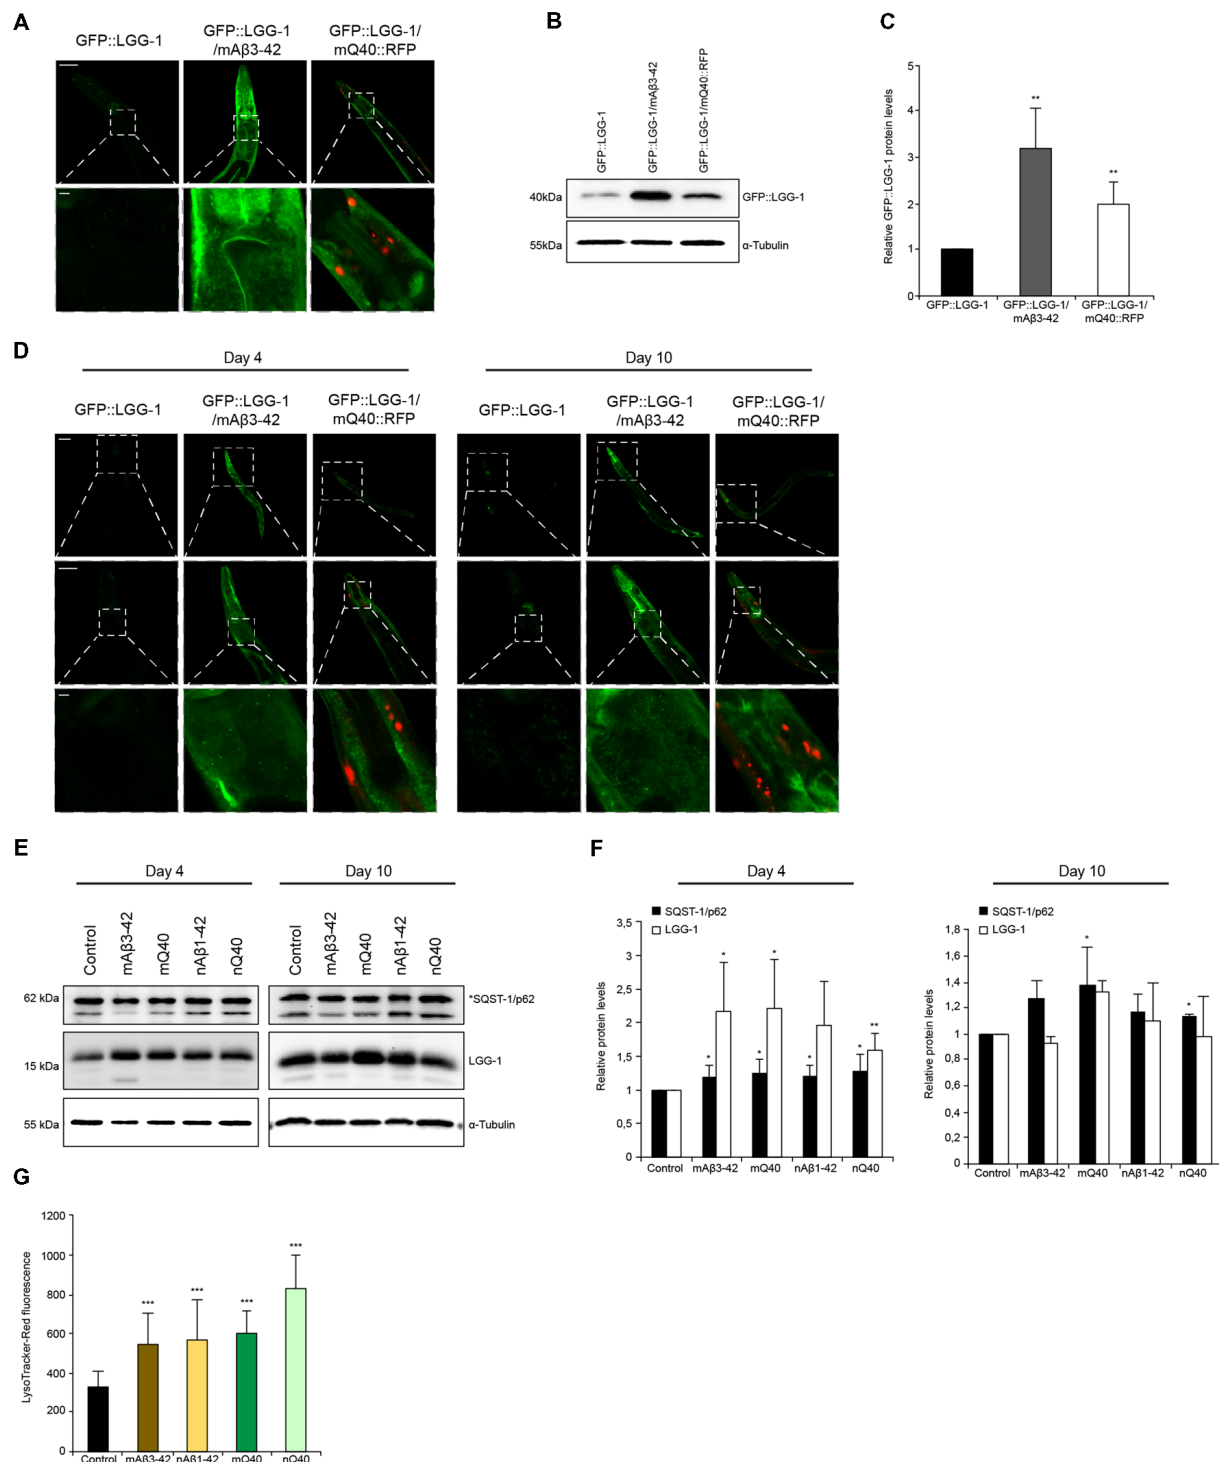 A
GFP::LGG-1
GFP::LGG-1
/mAβ3-42
GFP::LGG-1/
mQ40::RFP
B
GFP::LGG-1
GFP::LGG-1/mAβ3-42
GFP::LGG-1/mQ40::RFP
40kDa
GFP::LGG-1
55kDa
α-Tubulin
C
Relative GFP::LGG-1 protein levels
5
4
3
2
1
0
**
**
GFP::LGG-1
GFP::LGG-1/
mAβ3-42
GFP::LGG-1/
mQ40::RFP
D
Day 4
Day 10
GFP::LGG-1
GFP::LGG-1
/mAβ3-42
GFP::LGG-1/
mQ40::RFP
GFP::LGG-1
GFP::LGG-1
/mAβ3-42
GFP::LGG-1/
mQ40::RFP
E
Day 4
Day 10
Control
mAβ3-42
mQ40
nAβ1-42
nQ40
Control
mAβ3-42
mQ40
nAβ1-42
nQ40
62 kDa
*SQST-1/p62
15 kDa
LGG-1
55 kDa
α-Tubulin
F
Day 4
SQST-1/p62
LGG-1
Relative protein levels
3,5
3
2,5
2
1,5
1
0,5
0
*
*
*
*
*
*
**
Control
mAβ3-42
mQ40
nAβ1-42
nQ40
Day 10
SQST-1/p62
LGG-1
Relative protein levels
1,8
1,6
1,4
1,2
1
0,8
0,6
0,4
0,2
0
*
*
Control
mAβ3-42
mQ40
nAβ1-42
nQ40
G
LysoTracker-Red fluorescence
1200
1000
800
600
400
200
0
***
***
***
***
Control
mAβ3-42
nAβ1-42
mQ40
nQ40